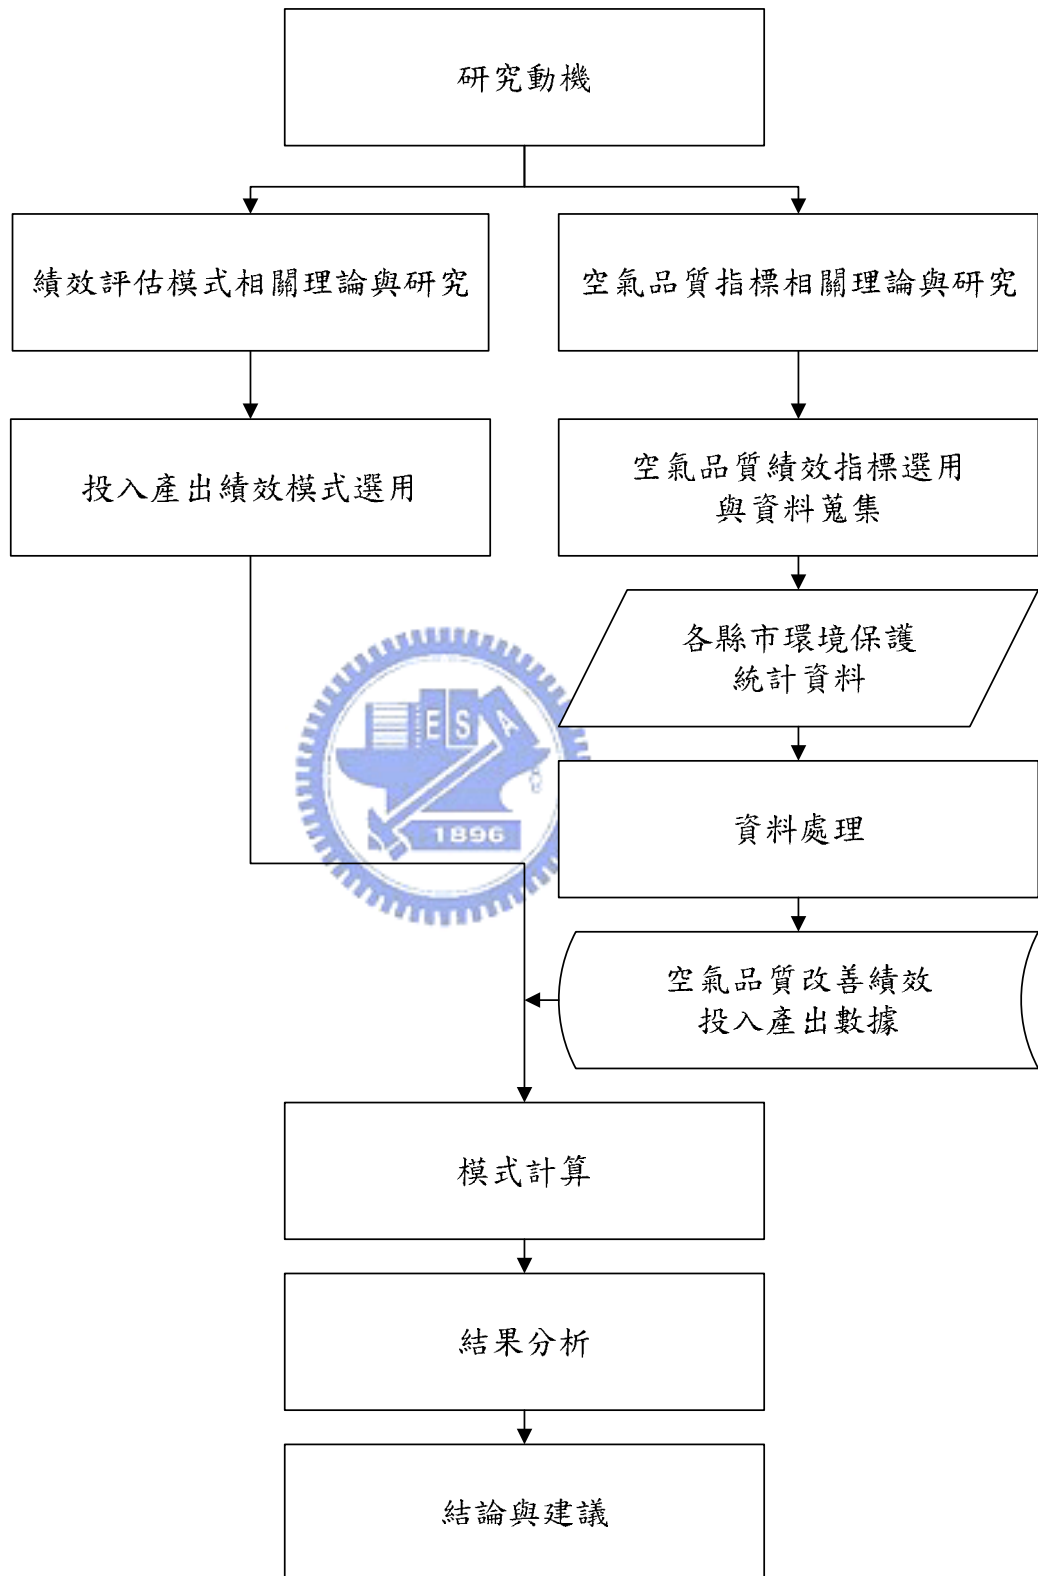 研究動機
績效評估模式相關理論與研究
空氣品質指標相關理論與研究
投入產出績效模式選用
空氣品質績效指標選用
與資料蒐集
各縣市環境保護
統計資料
ESA
1896
資料處理
空氣品質改善績效
投入產出數據
模式計算
結果分析
結論與建議